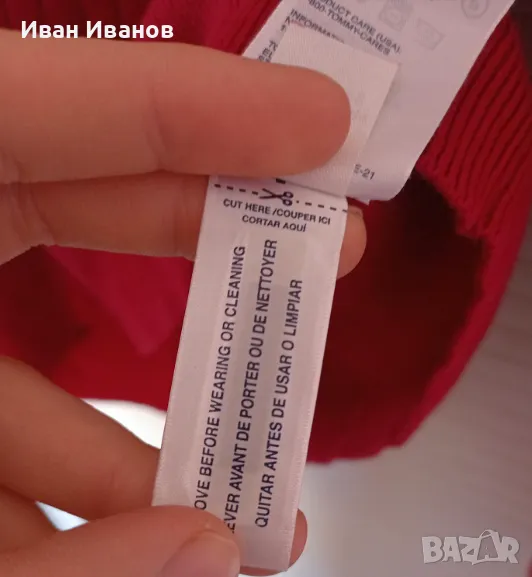 Иван Иванов
PRODUCT CARE (USA)
800-TOMMY-CARES
E-21
CUT HERE /COUPER ICI
CORTAR AQUÍ
OVE BEFORE WEARING OR CLEANING
EVER AVANT DE PORTER OU DE NETTOYER
QUITAR ANTES DE USAR O LIMPIAR
BAZAR